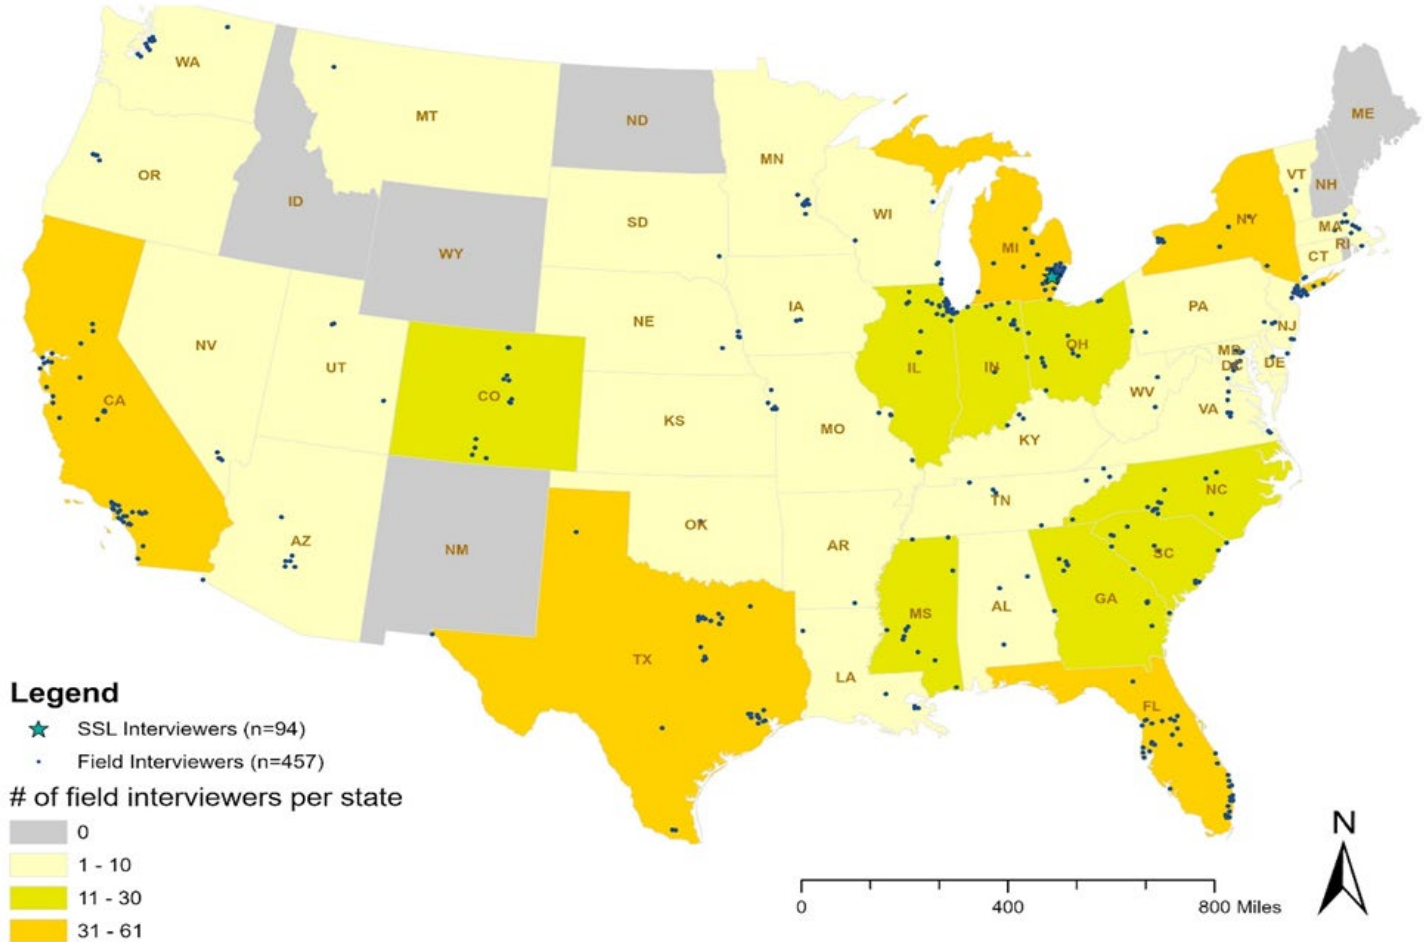 WA
MT
ND
ME
MN
OR
VT
NH
ID
SD
WI
NY
MA
MI
RI
WY
CT
IA
PA
NE
NJ
NV
MD
OH
UT
IL
IN
DC
DE
CO
WV
CA
VA
KS
MO
KY
NC
TN
OK
AZ
AR
NM
SC
GA
AL
MS
TX
LA
Legend
FL
SSL Interviewers (n=94)
Field Interviewers (n=457)
# of field interviewers per state
N
0
1 - 10
11 - 30
0 400 800 Miles
31 - 61